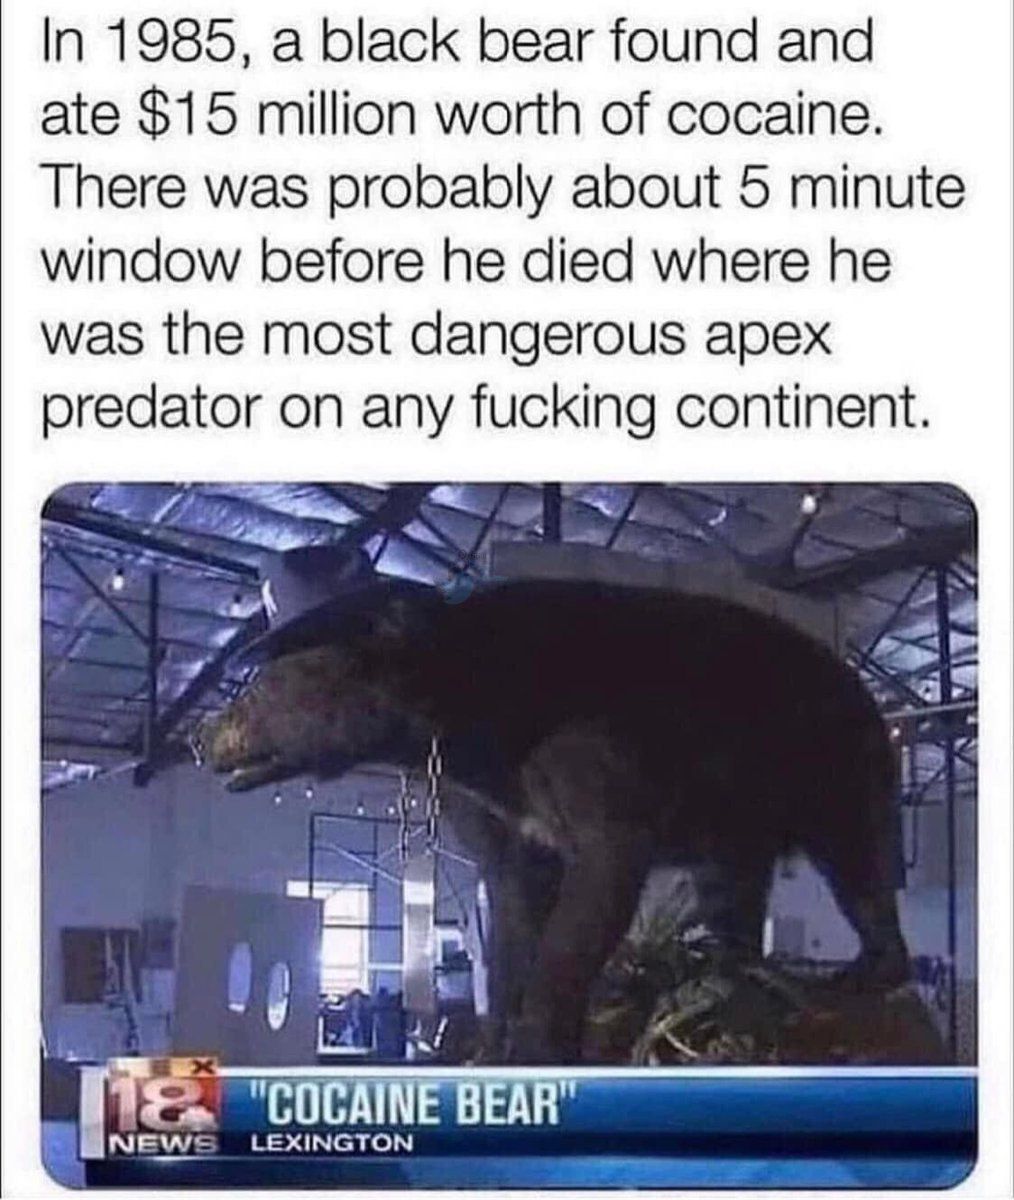 In 1985, a black bear found and
ate $15 million worth of cocaine.
There was probably about 5 minute
window before he died where he
was the most dangerous apex
predator on any fucking continent.
18
NEWS
"COCAINE BEAR"
LEXINGTON